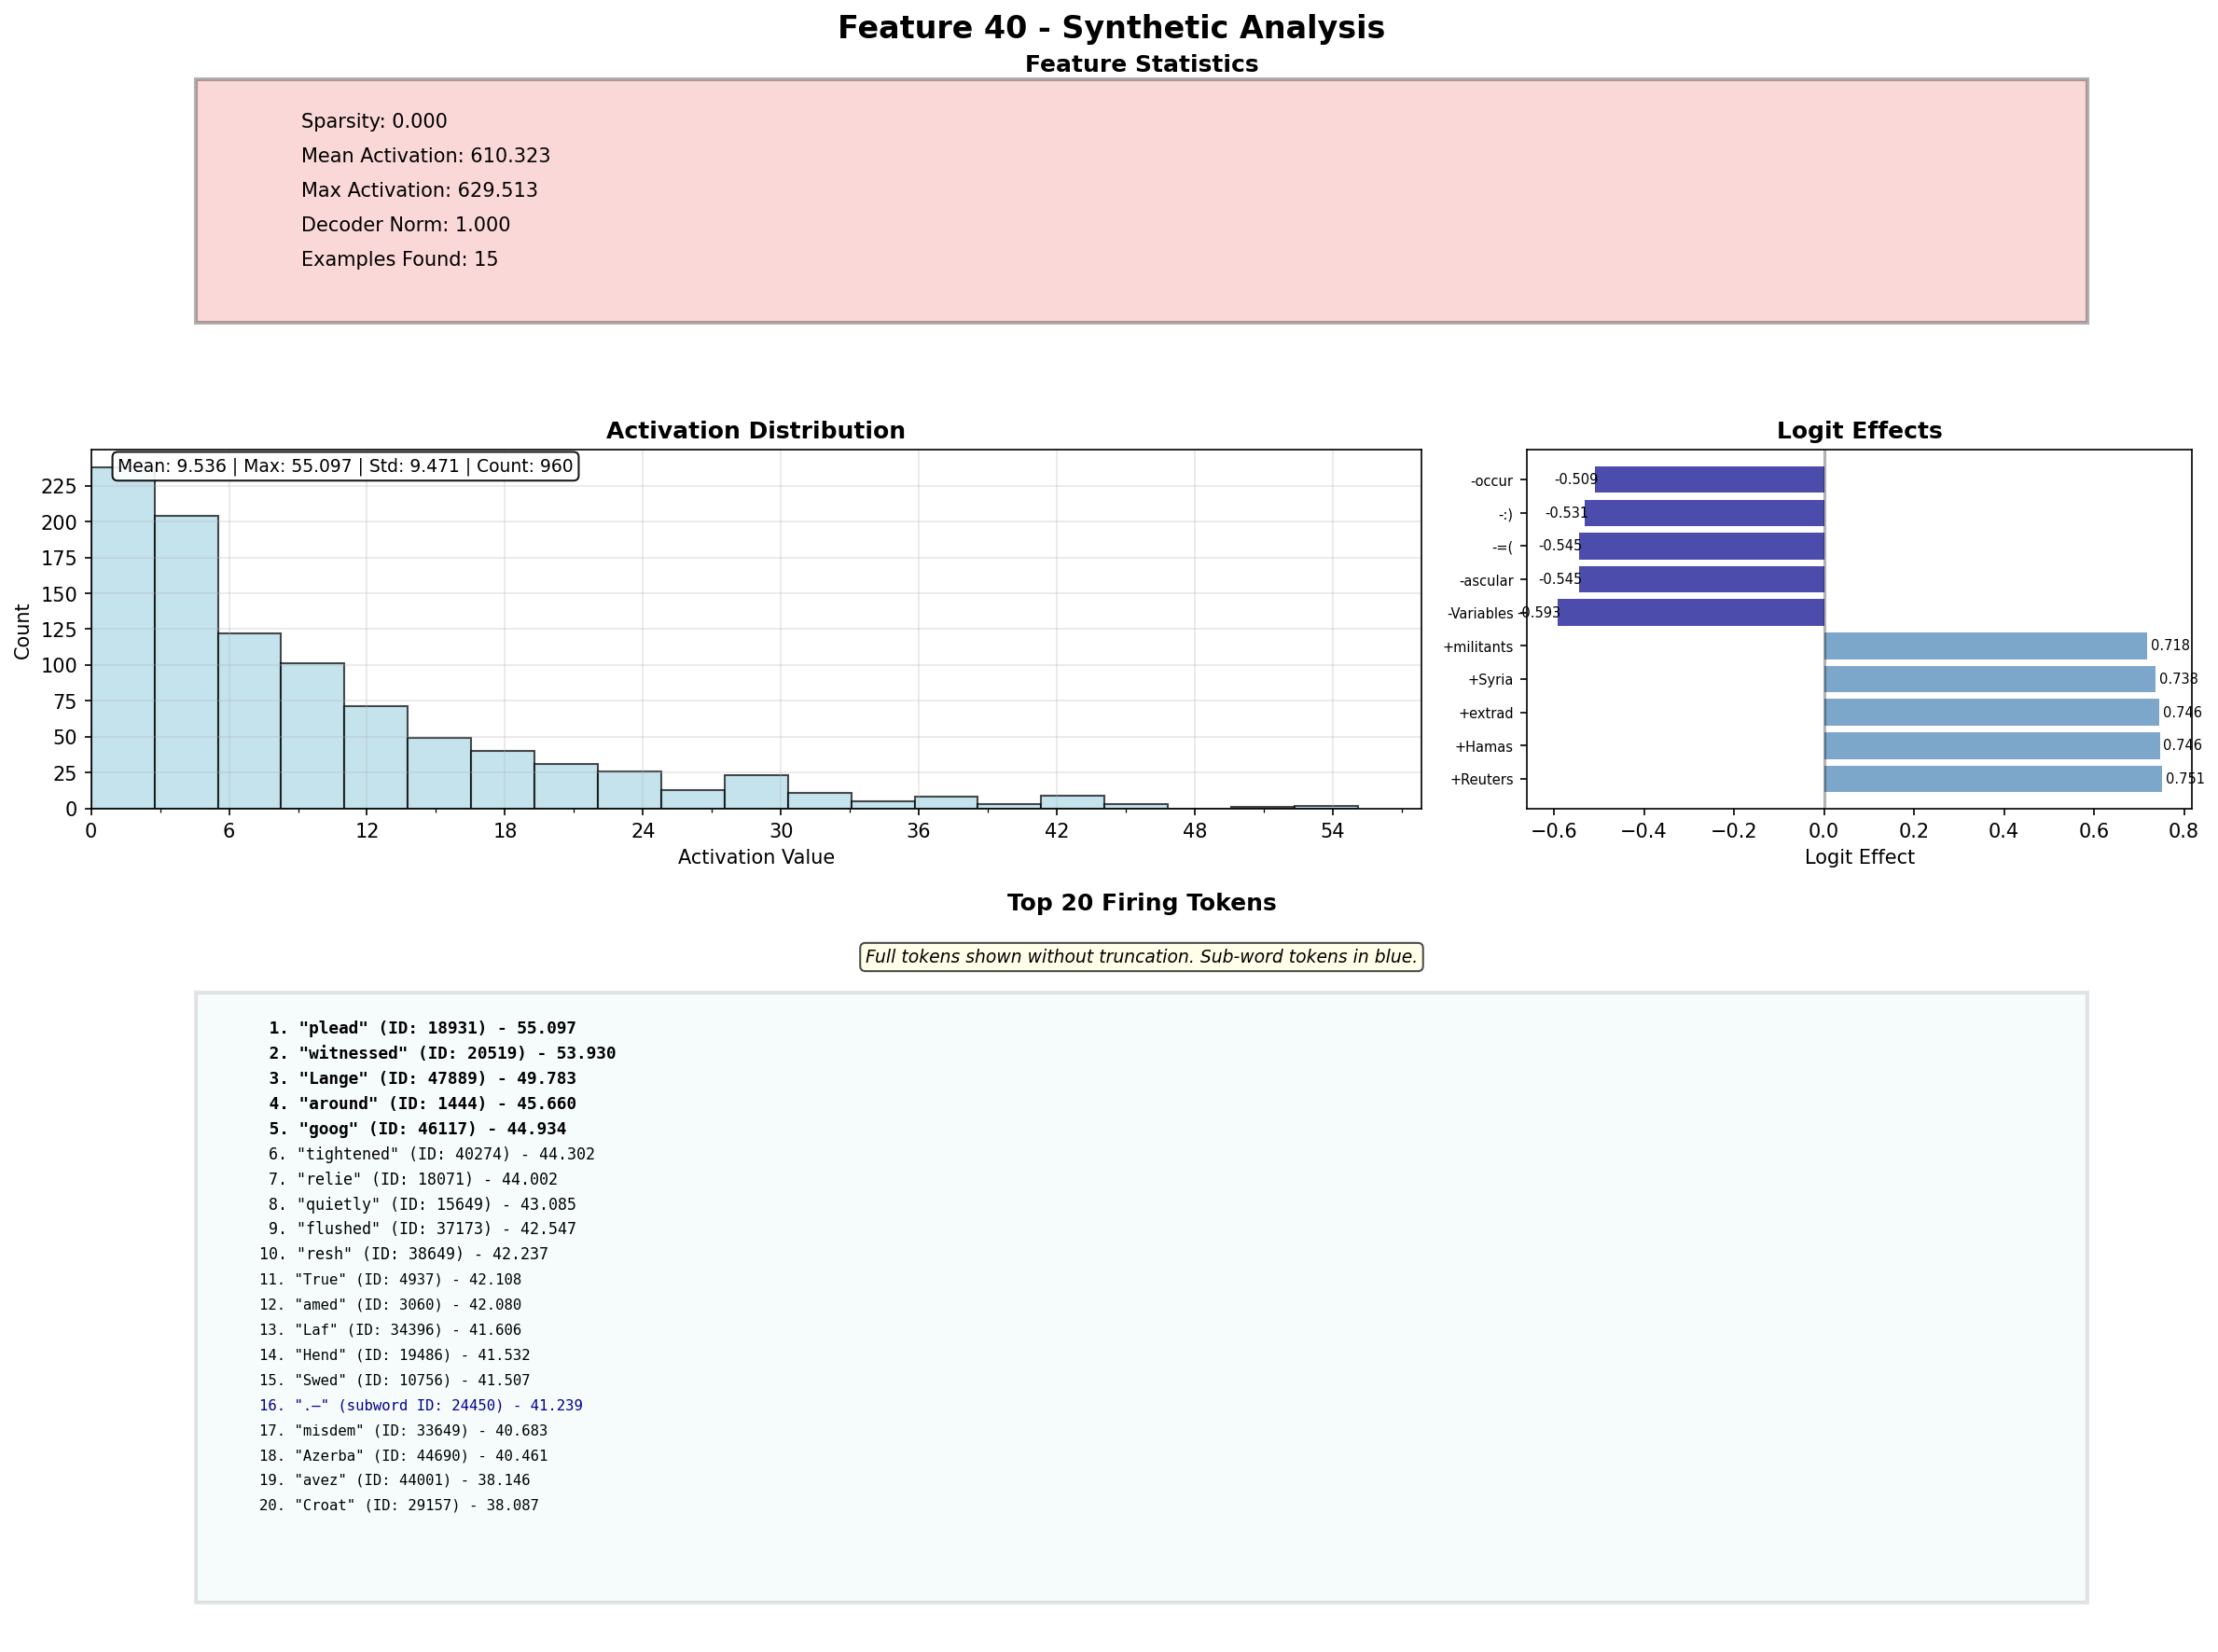 Feature 40 - Synthetic Analysis
Feature Statistics
Sparsity: 0.000
Mean Activation: 610.323
Max Activation: 629.513
Decoder Norm: 1.000
Examples Found: 15
Activation Distribution
Mean: 9.536 | Max: 55.097 | Std: 9.471 | Count: 960
Count
225
200
175
150
125
100
75
50
25
0
0 6 12 18 24 30 36 42 48 54
Activation Value
Logit Effects
-occur -0.509
-:) -0.531
-=( -0.545
-ascular -0.545
-Variables -0.593
+militants 0.718
+Syria 0.738
+extrad 0.746
+Hamas 0.746
+Reuters 0.751
−0.6 −0.4 −0.2 0.0 0.2 0.4 0.6 0.8
Logit Effect
Top 20 Firing Tokens
Full tokens shown without truncation. Sub-word tokens in blue.
1. "plead" (ID: 18931) - 55.097
2. "witnessed" (ID: 20519) - 53.930
3. "Lange" (ID: 47889) - 49.783
4. "around" (ID: 1444) - 45.660
5. "goog" (ID: 46117) - 44.934
6. "tightened" (ID: 40274) - 44.302
7. "relie" (ID: 18071) - 44.002
8. "quietly" (ID: 15649) - 43.085
9. "flushed" (ID: 37173) - 42.547
10. "resh" (ID: 38649) - 42.237
11. "True" (ID: 4937) - 42.108
12. "amed" (ID: 3060) - 42.080
13. "Laf" (ID: 34396) - 41.606
14. "Hend" (ID: 19486) - 41.532
15. "Swed" (ID: 10756) - 41.507
16. ".—" (subword ID: 24450) - 41.239
17. "misdem" (ID: 33649) - 40.683
18. "Azerba" (ID: 44690) - 40.461
19. "avez" (ID: 44001) - 38.146
20. "Croat" (ID: 29157) - 38.087